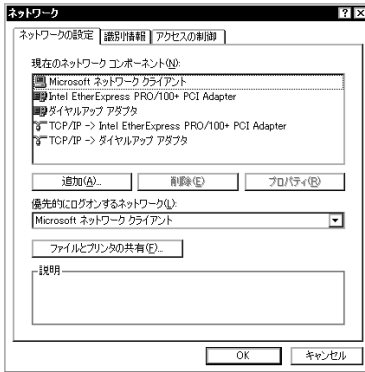 ネットワーク
ネットワークの設定 識別情報 アクセスの制御
現在のネットワーク コンポーネント(N):
Microsoft ネットワーク クライアント
Intel EtherExpress PRO/100+ PCI Adapter
ダイヤルアップ アダプタ
TCP/IP -> Intel EtherExpress PRO/100+ PCI Adapter
TCP/IP -> ダイヤルアップ アダプタ
追加(A)... 削除(E) プロパティ(R)
優先的にログオンするネットワーク(L):
Microsoft ネットワーク クライアント
ファイルとプリンタの共有(F)...
説明
OK キャンセル